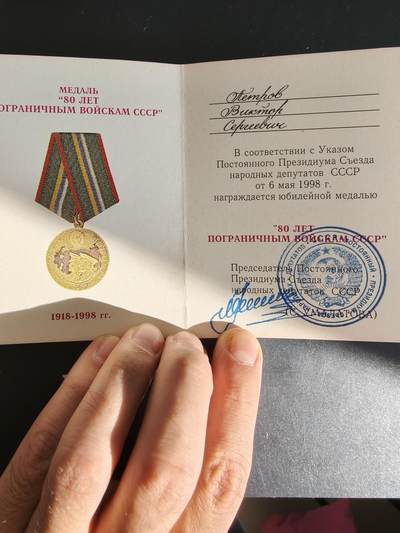 МЕДАЛЬ
"80 ЛЕТ
ОГРАНИЧНЫМ ВОЙСКАМ СССР"
1918-1998 гг.
Петров
Виктор
Сергеевич
В соответствии с Указом
Постоянного Президиума Съезда
народных депутатов СССР
от 6 мая 1998 г.
награждается юбилейной медалью
"80 ЛЕТ
ПОГРАНИЧНЫМ ВОЙСКАМ СССР"
Председатель Постоянного
Президиума Съезда
народных депутатов СССР